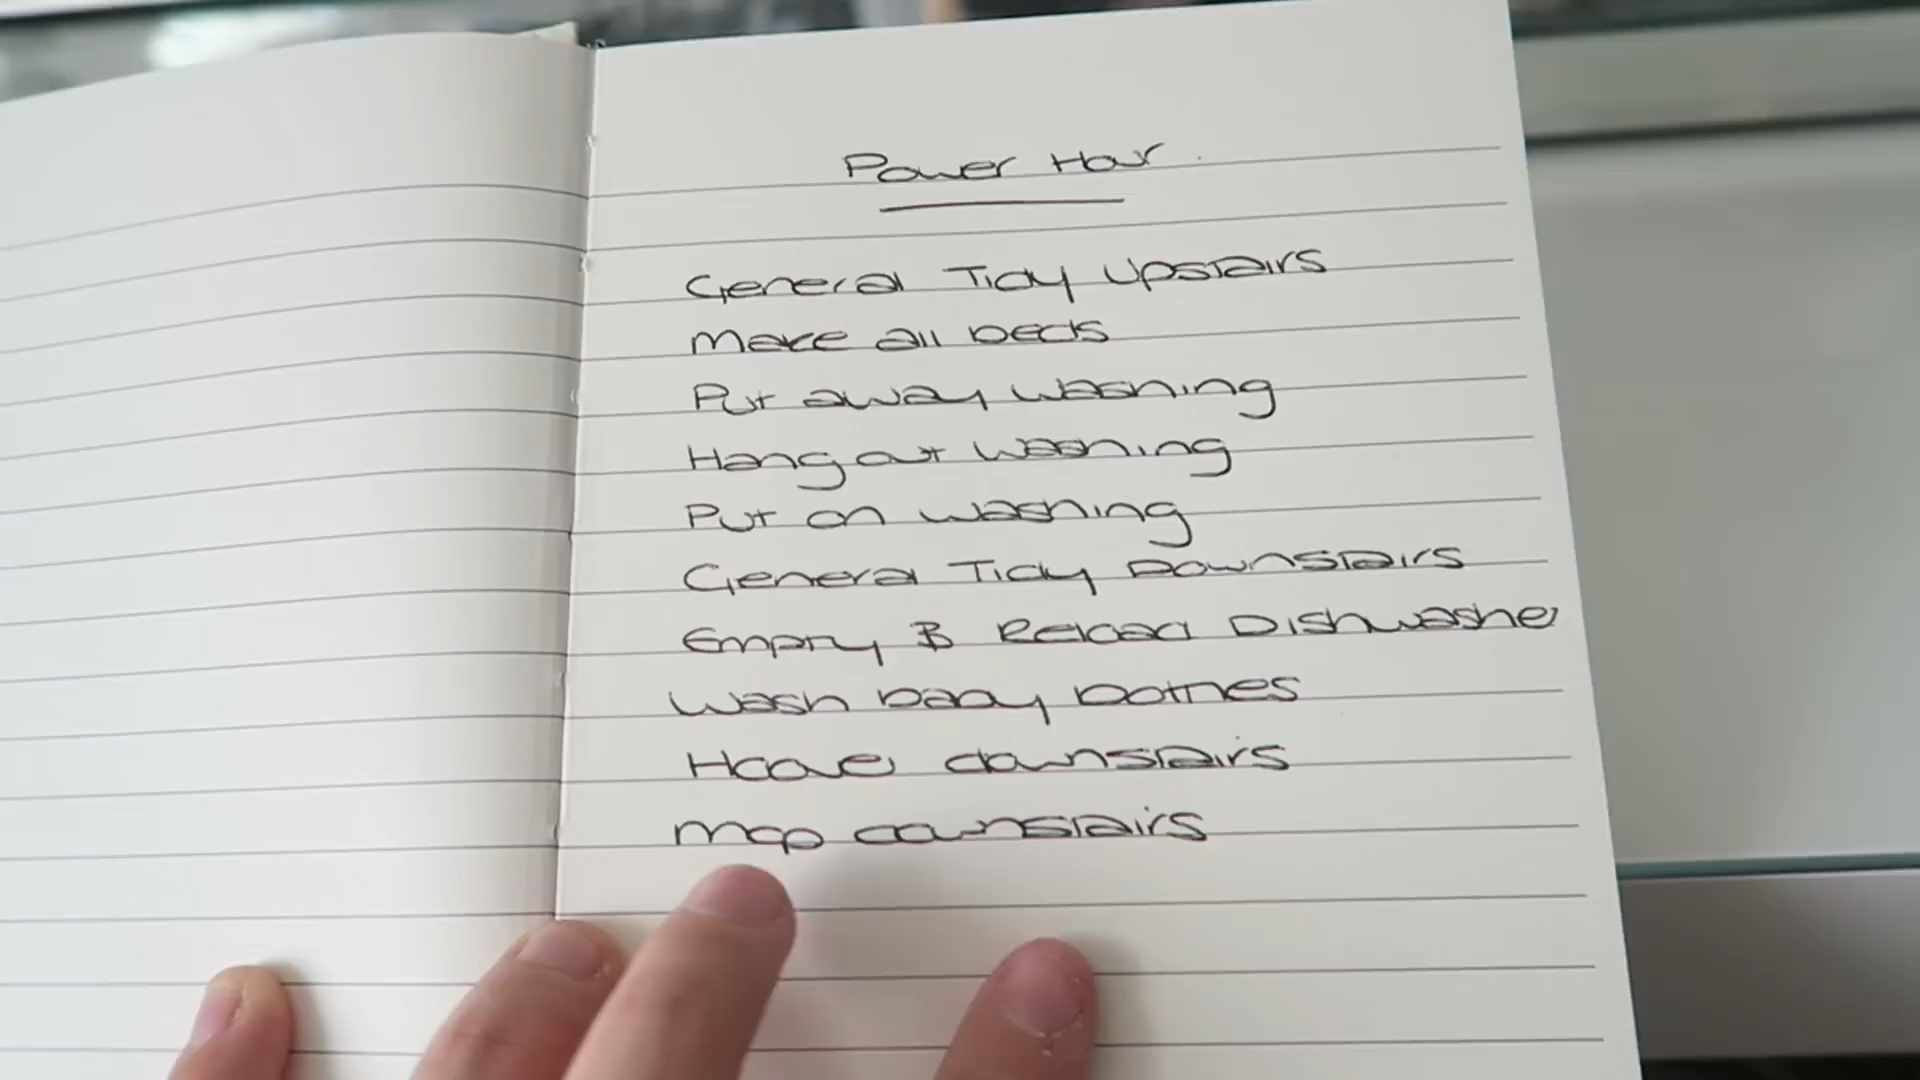 Power Hour
General Tidy Upstairs
Make all beds
Put away washing
Hang out washing
Put on washing
General Tidy Downstairs
Empty & Reload Dishwasher
Wash baby bottles
Hoover downstairs
Mop downstairs